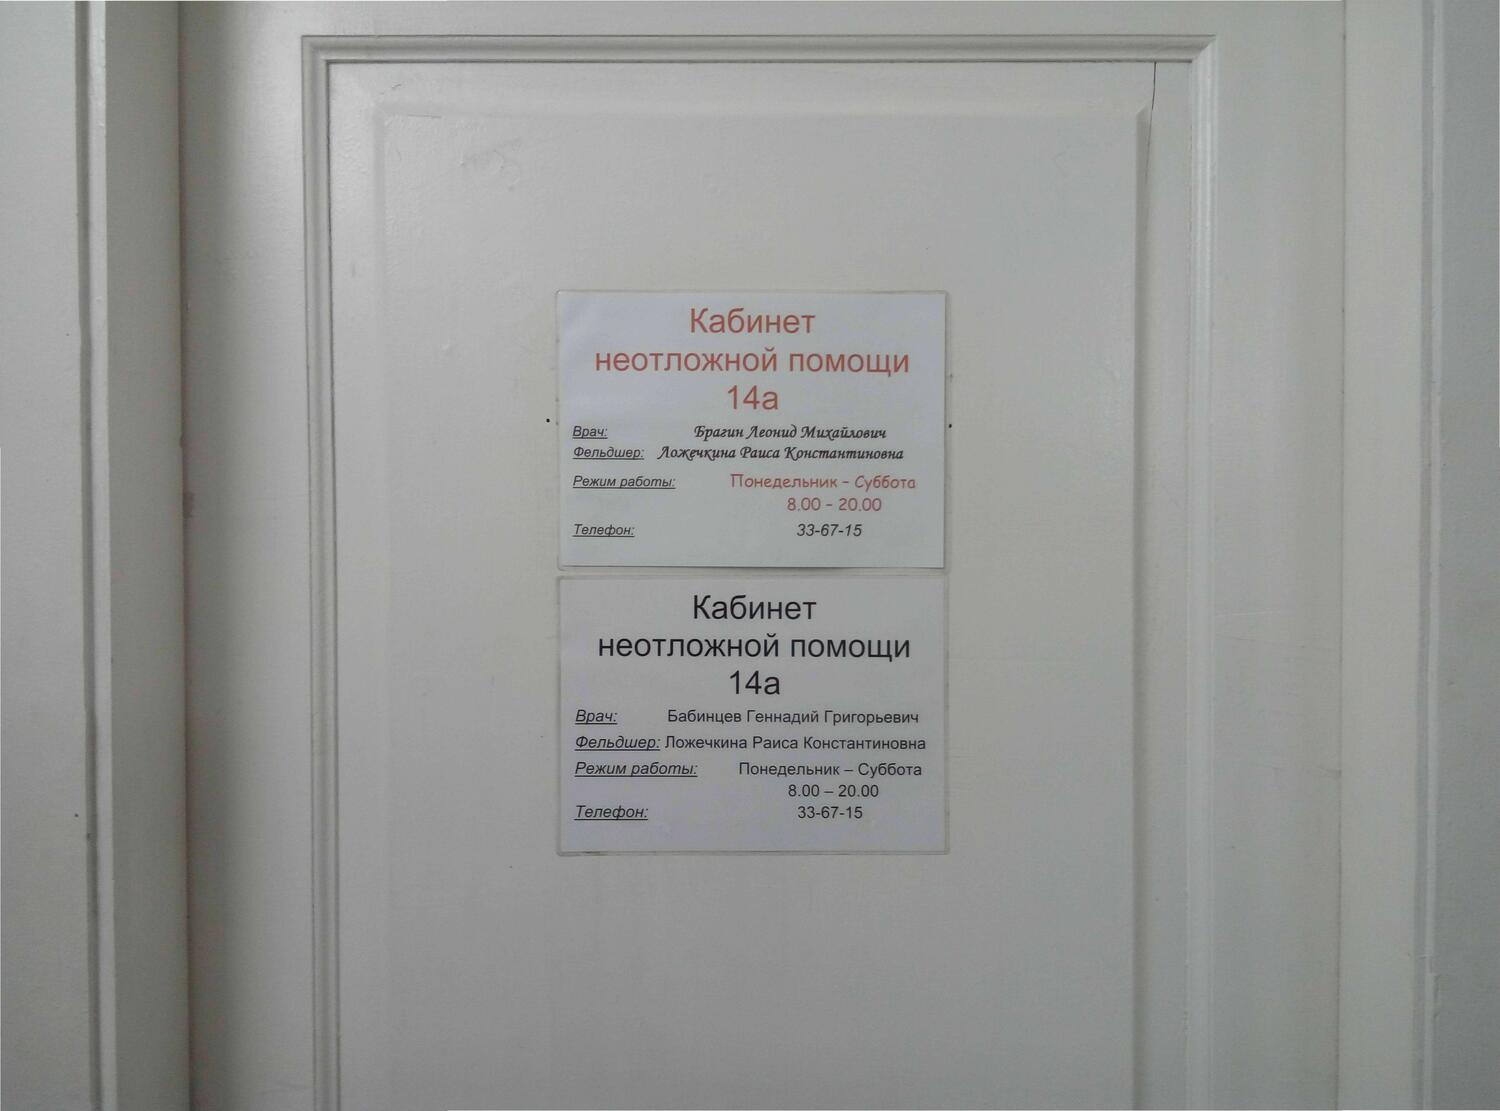 Кабинет
неотложной помощи
14а
Врач: Брагин Леонид Михайлович
Фельдшер: Ложечкина Раиса Константиновна
Режим работы: Понедельник – Суббота
8.00 – 20.00
Телефон: 33-67-15
Кабинет
неотложной помощи
14а
Врач: Бабинцев Геннадий Григорьевич
Фельдшер: Ложечкина Раиса Константиновна
Режим работы: Понедельник – Суббота
8.00 – 20.00
Телефон: 33-67-15